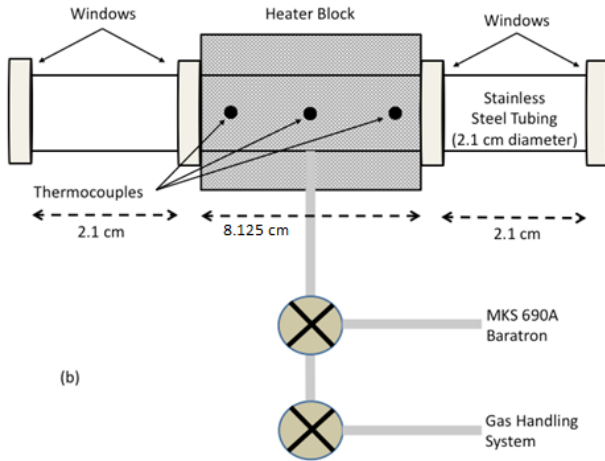 Windows
Heater Block
Windows
Stainless
Steel Tubing
(2.1 cm diameter)
Thermocouples
2.1 cm
8.125 cm
2.1 cm
MKS 690A
Baratron
(b)
Gas Handling
System